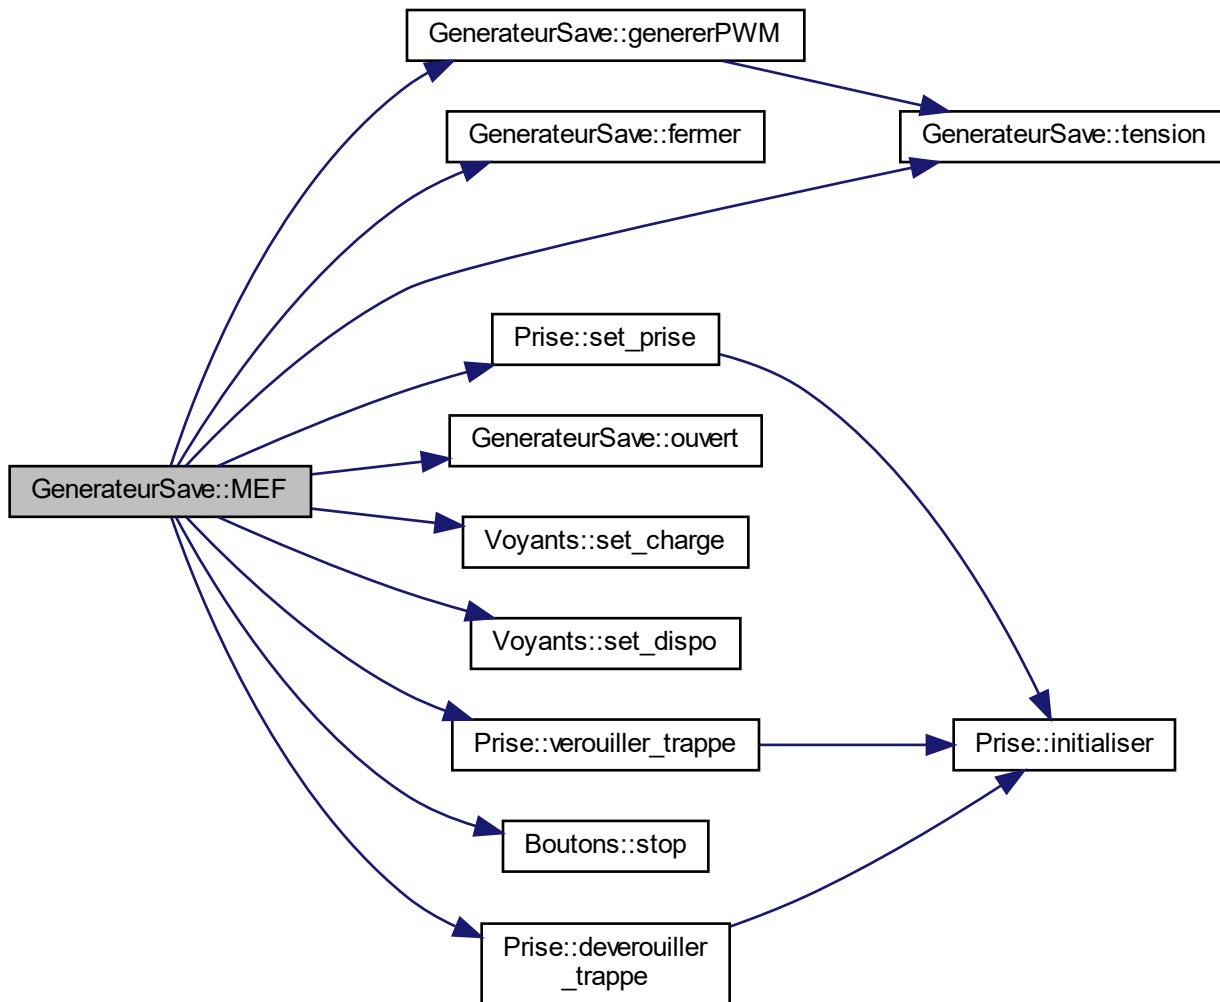 GenerateurSave::genererPWM
GenerateurSave::fermer
GenerateurSave::tension
Prise::set_prise
GenerateurSave::ouvert
GenerateurSave::MEF
Voyants::set_charge
Voyants::set_dispo
Prise::verouiller_trappe
Prise::initialiser
Boutons::stop
Prise::deverouiller
_trappe